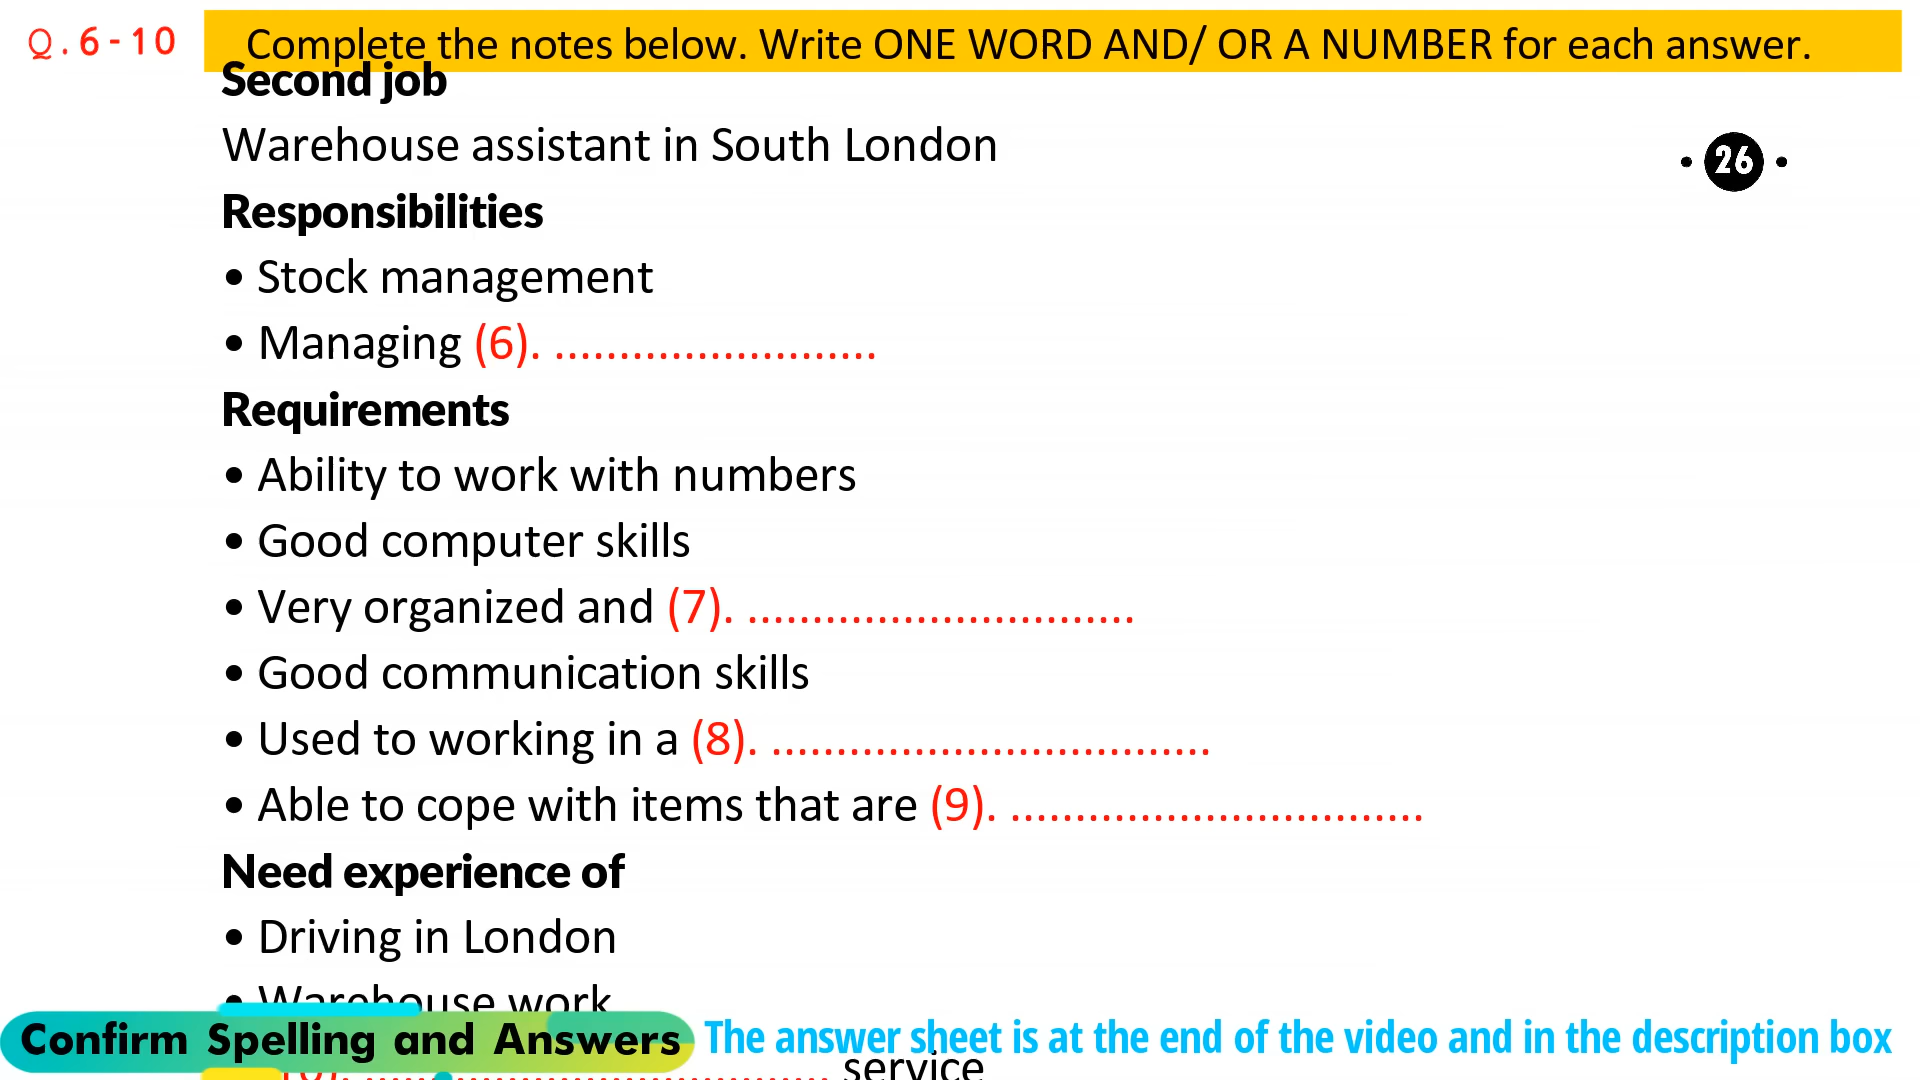 Q.6-10
Complete the notes below. Write ONE WORD AND/ OR A NUMBER for each answer.
Second job
Warehouse assistant in South London
• 26 •
Responsibilities
• Stock management
• Managing (6). .........................
Requirements
• Ability to work with numbers
• Good computer skills
• Very organized and (7). ..............................
• Good communication skills
• Used to working in a (8). ..................................
• Able to cope with items that are (9). ................................
Need experience of
• Driving in London
• Warehouse work
Confirm Spelling and Answers
The answer sheet is at the end of the video and in the description box
.................................... service